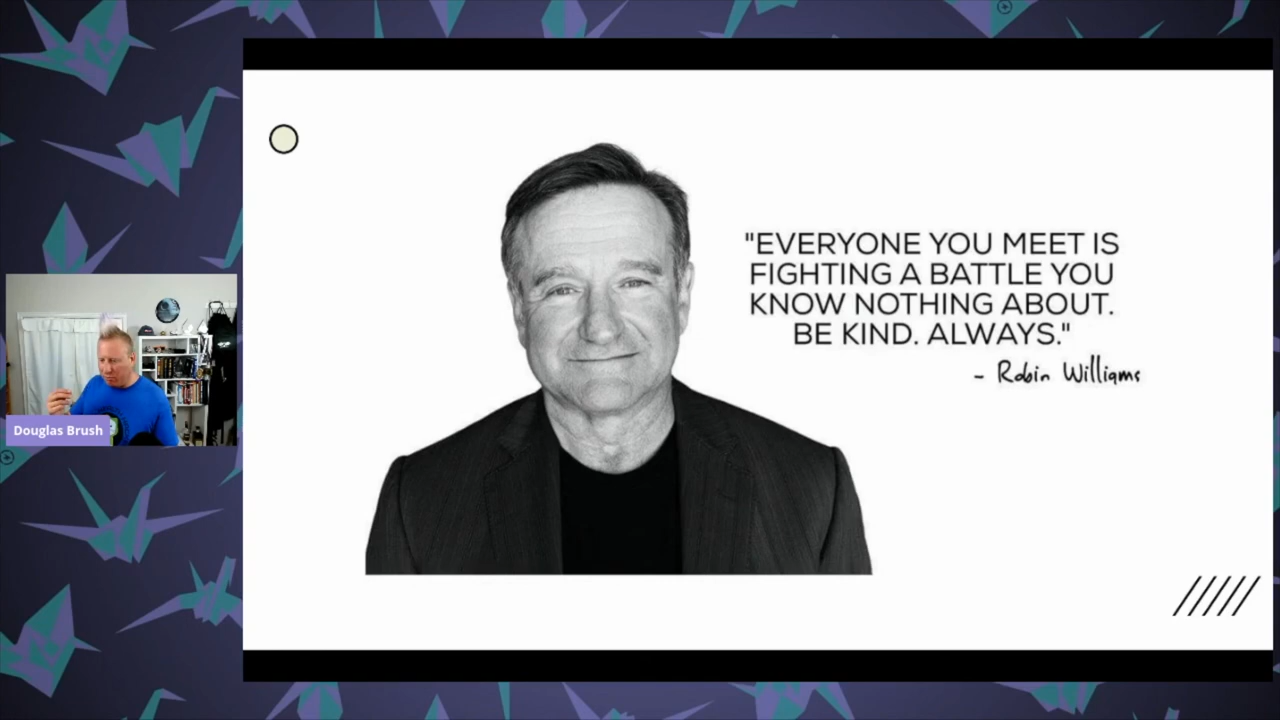 "EVERYONE YOU MEET IS
FIGHTING A BATTLE YOU
KNOW NOTHING ABOUT.
BE KIND. ALWAYS."
- Robin Williams
Douglas Brush